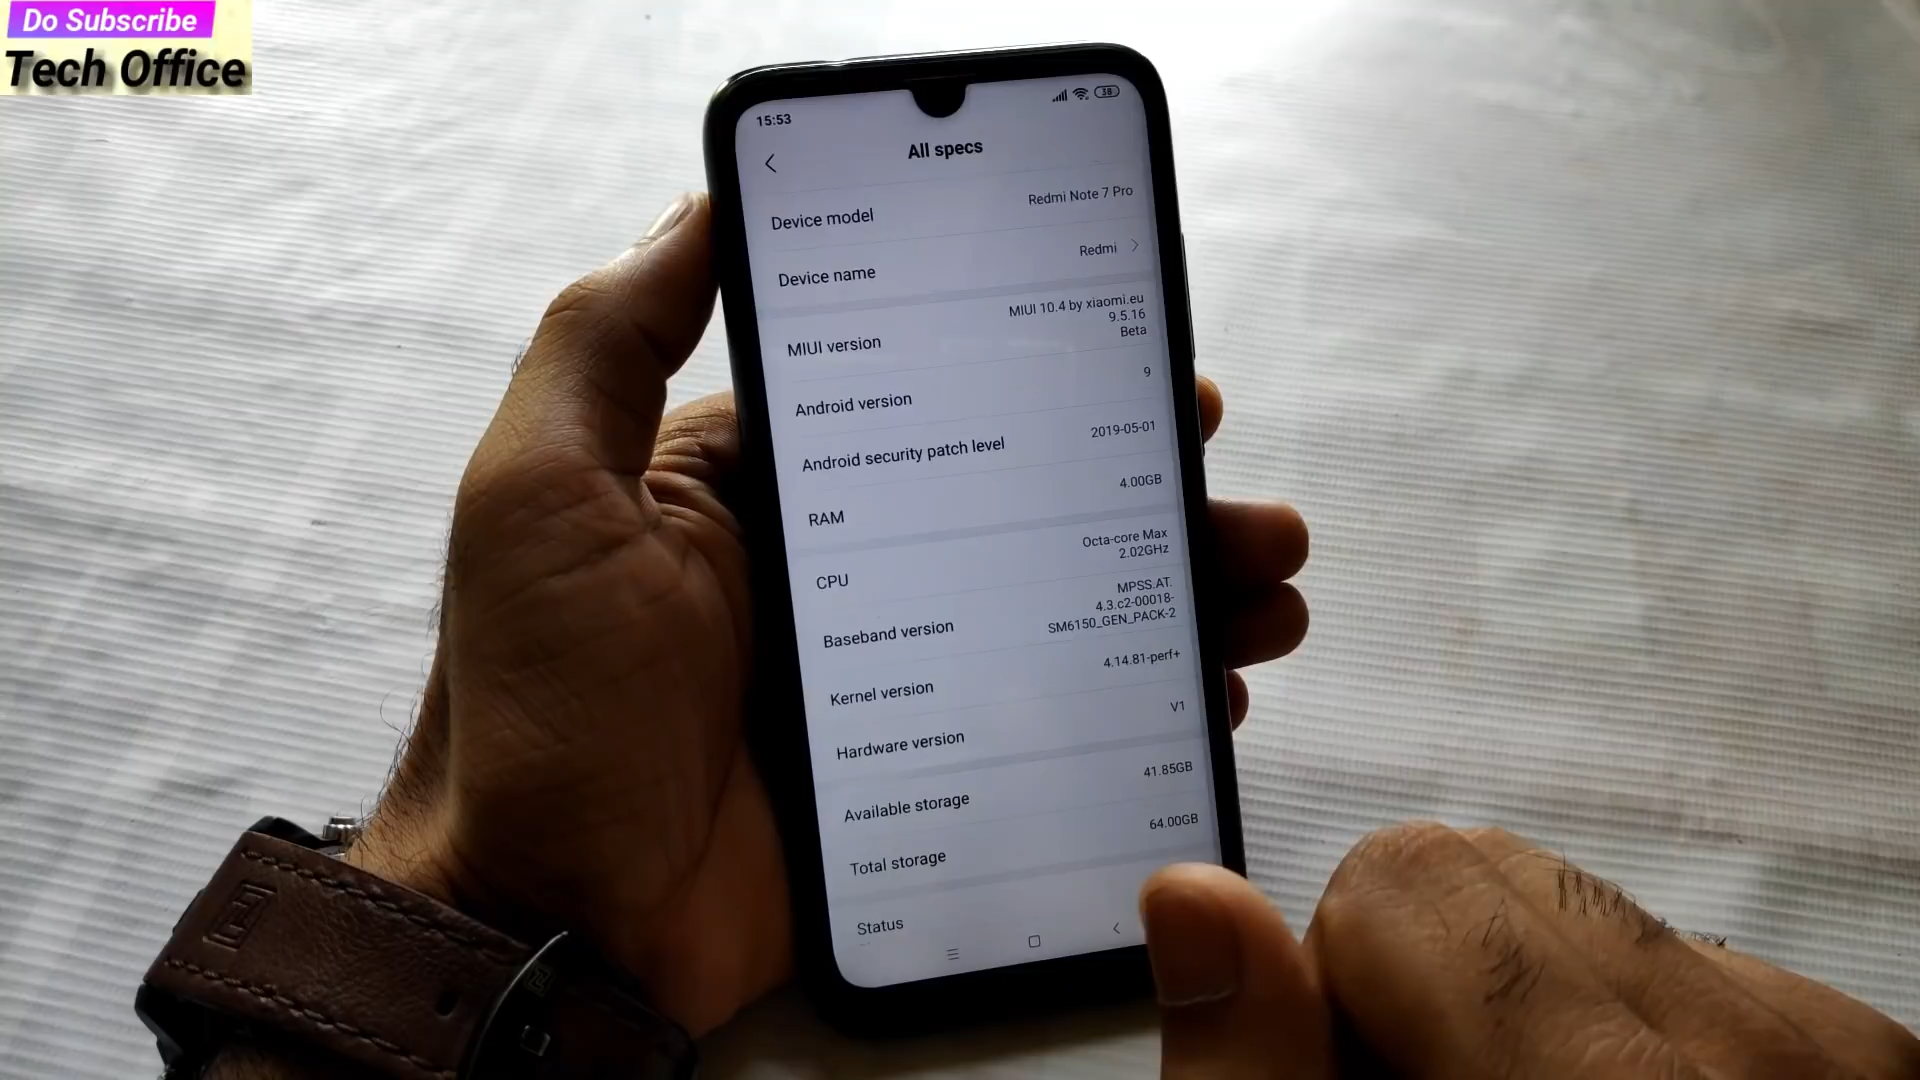 Do Subscribe
Tech Office
15:53
38
All specs
Device model
Redmi Note 7 Pro
Device name
Redmi
MIUI version
MIUI 10.4 by xiaomi.eu
9.5.16
Beta
Android version
9
Android security patch level
2019-05-01
RAM
4.00GB
CPU
Octa-core Max
2.02GHz
Baseband version
MPSS.AT.
4.3.c2-00018-
SM6150_GEN_PACK-2
Kernel version
4.14.81-perf+
Hardware version
V1
Available storage
41.85GB
Total storage
64.00GB
Status